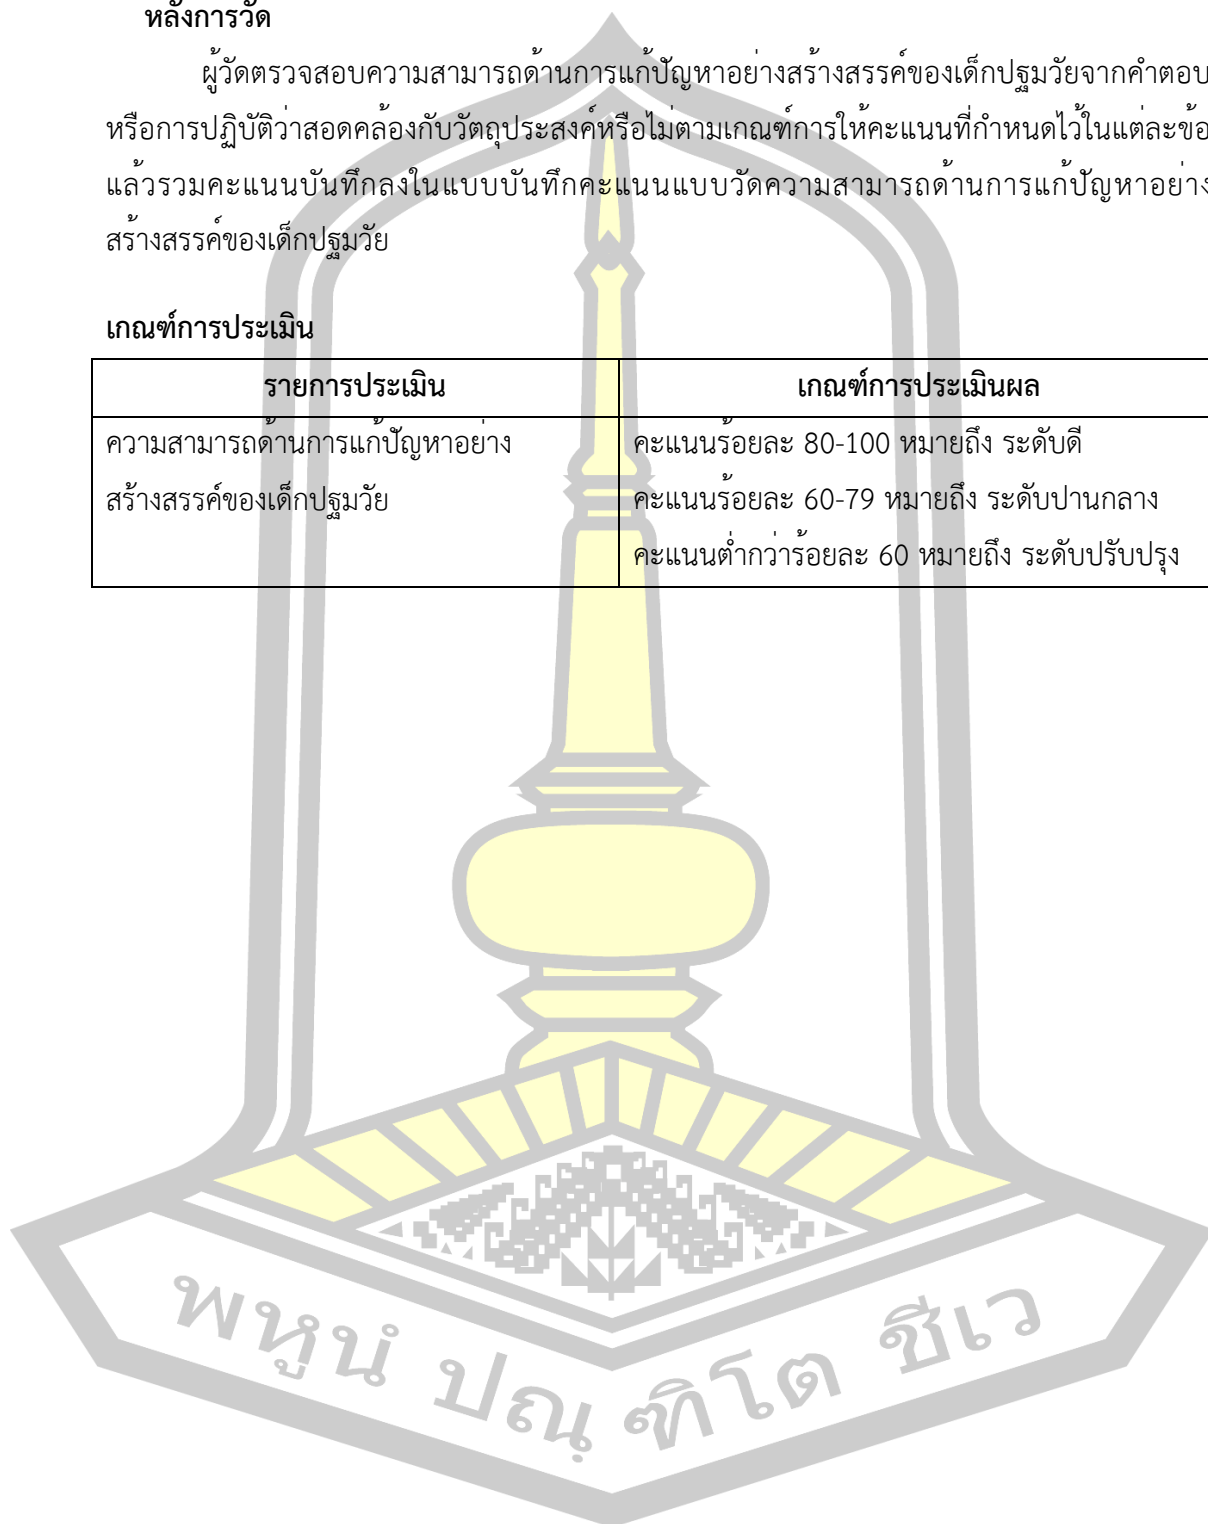 หลังการวัด
ผู้วัดตรวจสอบความสามารถด้านการแก้ปัญหาอย่างสร้างสรรค์ของเด็กปฐมวัยจากคำตอบ
หรือการปฏิบัติว่าสอดคล้องกับวัตถุประสงค์หรือไม่ตามเกณฑ์การให้คะแนนที่กำหนดไว้ในแต่ละข้อ
แล้วรวมคะแนนบันทึกลงในแบบบันทึกคะแนนแบบวัดความสามารถด้านการแก้ปัญหาอย่าง
สร้างสรรค์ของเด็กปฐมวัย
เกณฑ์การประเมิน
รายการประเมิน
เกณฑ์การประเมินผล
ความสามารถด้านการแก้ปัญหาอย่าง
สร้างสรรค์ของเด็กปฐมวัย
คะแนนร้อยละ 80-100 หมายถึง ระดับดี
คะแนนร้อยละ 60-79 หมายถึง ระดับปานกลาง
คะแนนต่ำกว่าร้อยละ 60 หมายถึง ระดับปรับปรุง
พหูนํ ปณฺ ฑิโต ชีเว